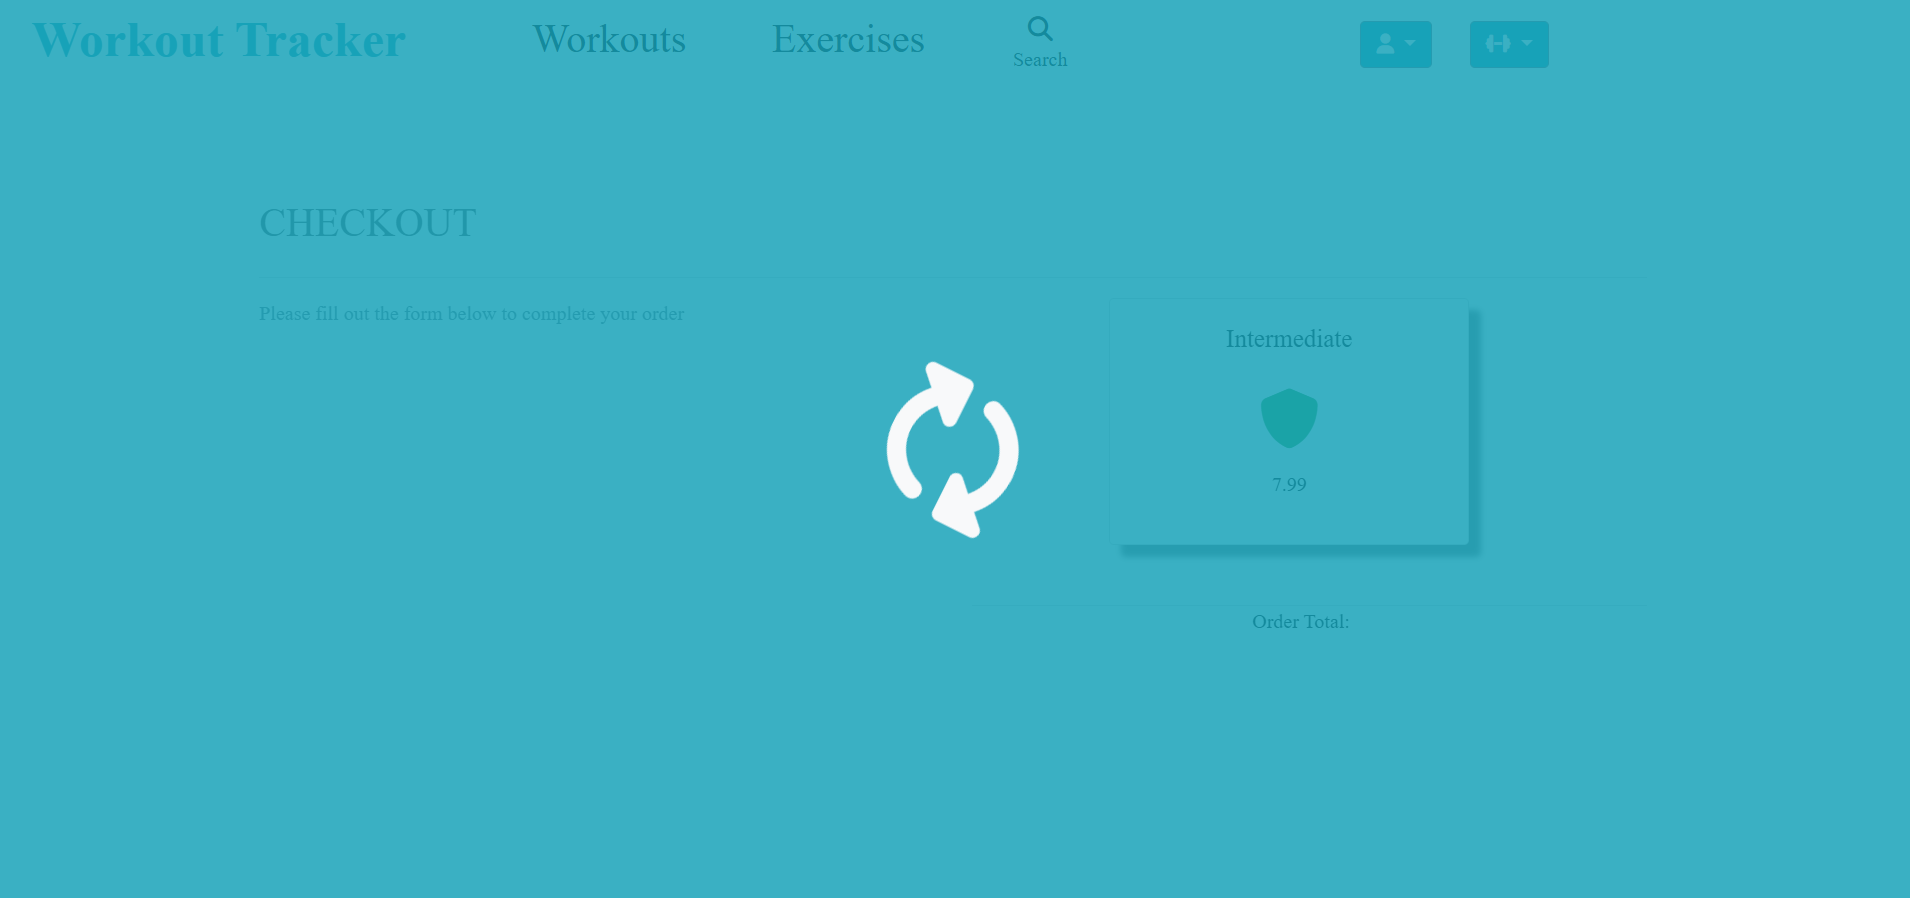 Workout Tracker
Workouts
Exercises
Search
CHECKOUT
Please fill out the form below to complete your order
Intermediate
7.99
Order Total: